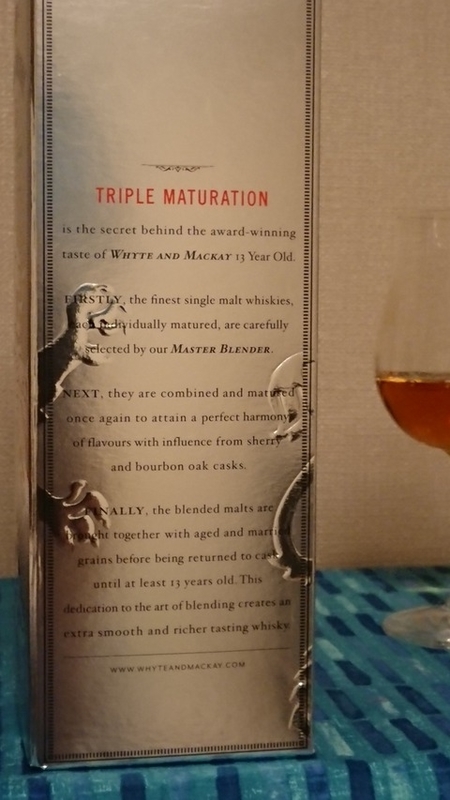 TRIPLE MATURATION
is the secret behind the award-winning
taste of WHYTE AND MACKAY 13 Year Old.
FIRSTLY, the finest single malt whiskies,
each individually matured, are carefully
selected by our MASTER BLENDER.
NEXT, they are combined and matured
once again to attain a perfect harmony
of flavours with influence from sherry
and bourbon oak casks.
FINALLY, the blended malts are
brought together with aged and married
grains before being returned to cask
until at least 13 years old. This
dedication to the art of blending creates an
extra smooth and richer tasting whisky.
WWW.WHYTEANDMACKAY.COM